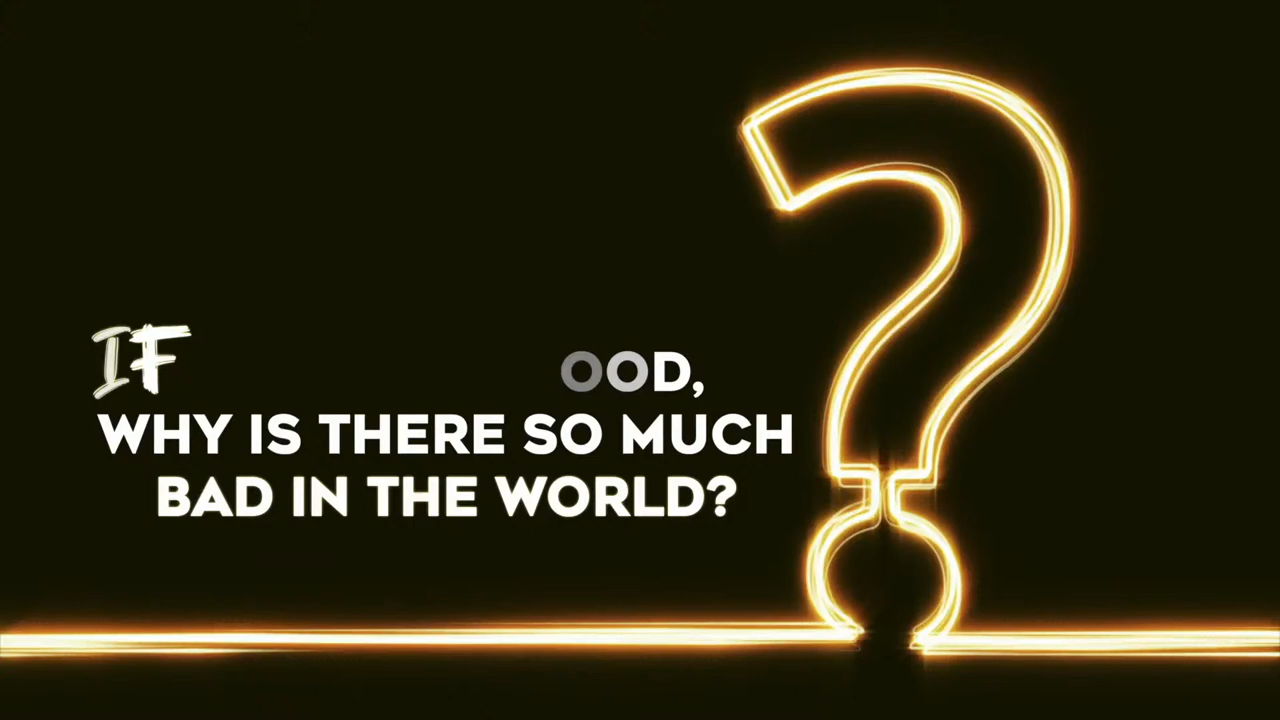 IF OOD,
WHY IS THERE SO MUCH
BAD IN THE WORLD?